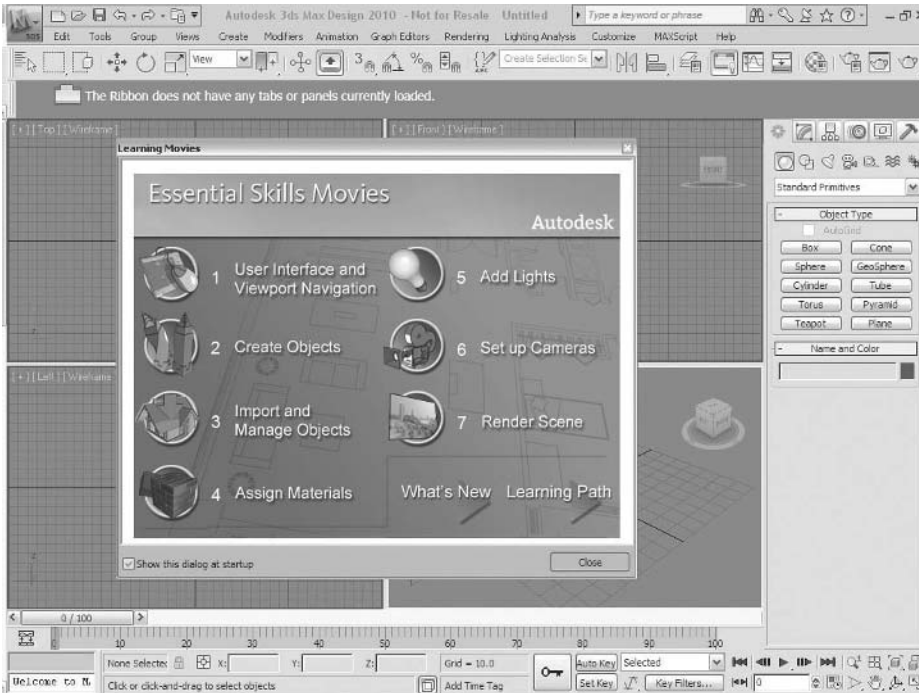 Autodesk 3ds Max Design 2010 - Not for Resale Untitled
Type a keyword or phrase
Edit Tools Group Views Create Modifiers Animation Graph Editors Rendering Lighting Analysis Customize MAXScript Help
View
3
Create Selection Se
The Ribbon does not have any tabs or panels currently loaded.
[ + ] [ Top ] [ Wireframe ]
[ + ] [ Front ] [ Wireframe ]
Learning Movies
Essential Skills Movies
Autodesk
1 User Interface and
Viewport Navigation
2 Create Objects
3 Import and
Manage Objects
4 Assign Materials
5 Add Lights
6 Set up Cameras
7 Render Scene
What's New Learning Path
Show this dialog at startup
Close
[ + ] [ Left ] [ Wireframe
Standard Primitives
- Object Type
AutoGrid
Box Cone
Sphere GeoSphere
Cylinder Tube
Torus Pyramid
Teapot Plane
- Name and Color
0 / 100
0 10 20 30 40 50 60 70 80 90 100
None Selected X: Y: Z: Grid = 10.0 Auto Key Selected
Welcome to M Click or click-and-drag to select objects Add Time Tag Set Key Key Filters... 0